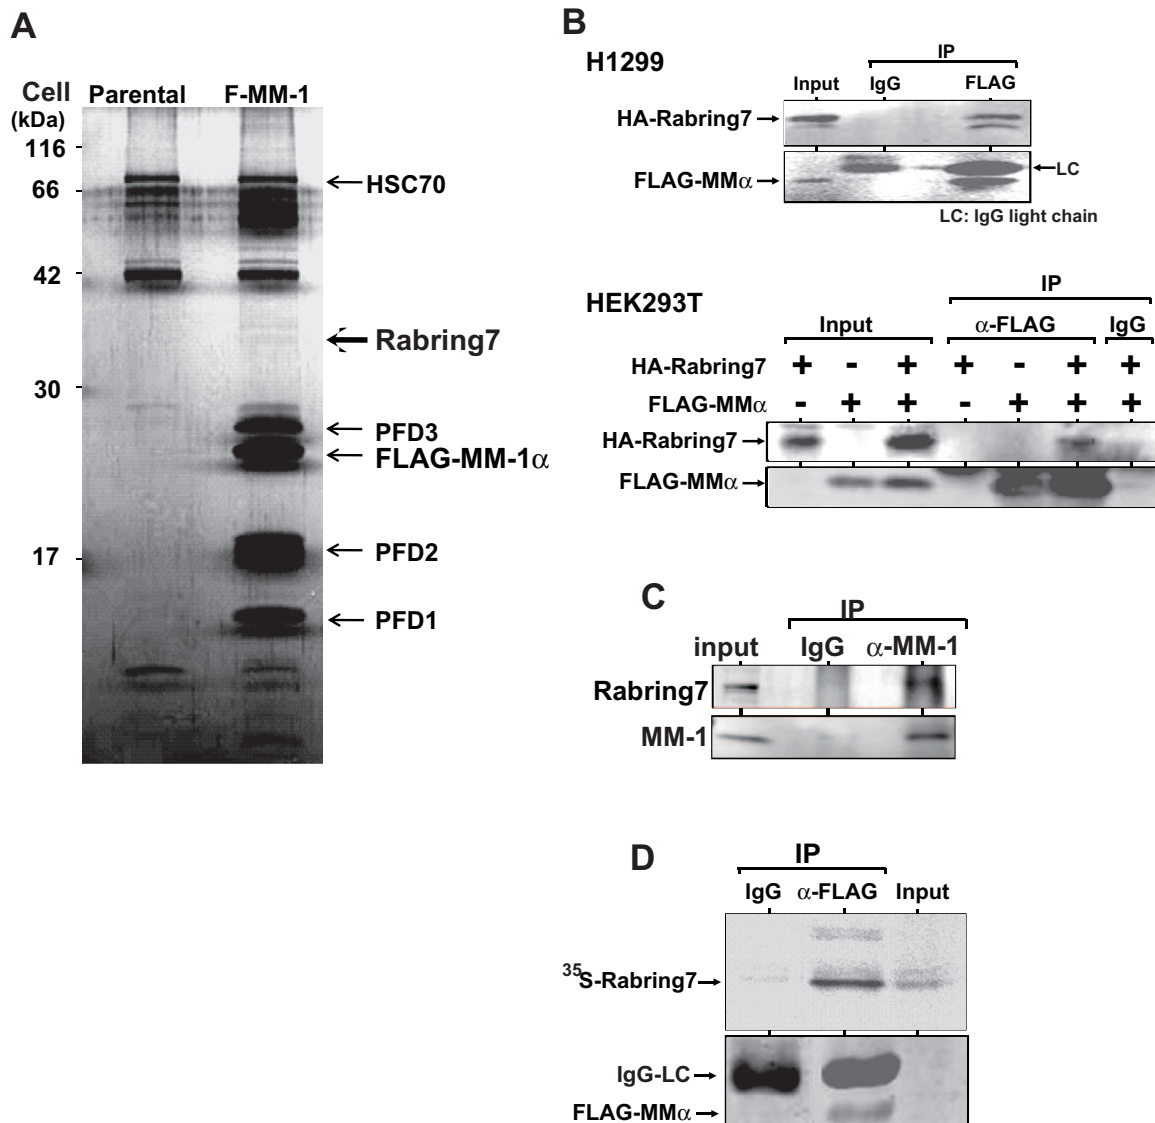 A
Cell Parental F-MM-1
(kDa)
116
66
HSC70
42
Rabring7
30
PFD3
FLAG-MM-1α
17
PFD2
PFD1
B
H1299
IP
Input IgG FLAG
HA-Rabring7
FLAG-MMα
LC
LC: IgG light chain
HEK293T
IP
Input α-FLAG IgG
HA-Rabring7 + - + + - + +
FLAG-MMα - + + - + + +
HA-Rabring7
FLAG-MMα
C
IP
input IgG α-MM-1
Rabring7
MM-1
D
IP
IgG α-FLAG Input
35S-Rabring7
IgG-LC
FLAG-MMα